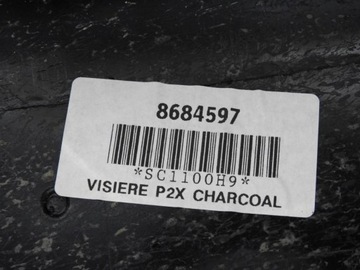 8684597
*SC1100H9*
VISIERE P2X CHARCOAL